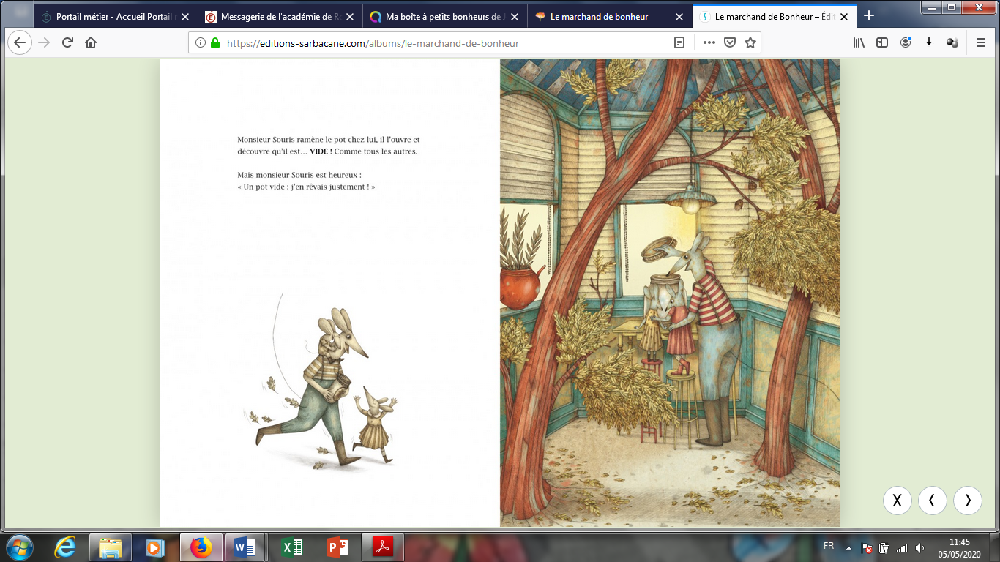 Portail métier - Accueil Portail
Messagerie de l'académie de Ro
Ma boîte à petits bonheurs de J
Le marchand de bonheur
Le marchand de Bonheur – Édit
https://editions-sarbacane.com/albums/le-marchand-de-bonheur
Monsieur Souris ramène le pot chez lui, il l'ouvre et
découvre qu'il est… VIDE ! Comme tous les autres.
Mais monsieur Souris est heureux :
« Un pot vide : j'en rêvais justement ! »
FR
11:45
05/05/2020